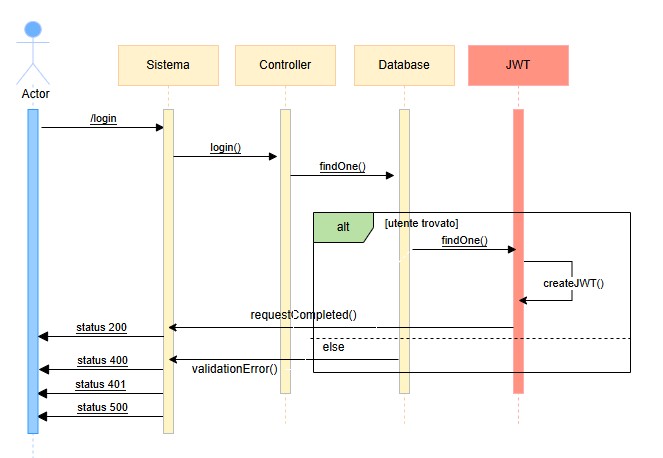 Sistema
Controller
Database
JWT
Actor
/login
login()
findOne()
alt
[utente trovato]
findOne()
createJWT()
requestCompleted()
status 200
else
status 400
validationError()
status 401
status 500